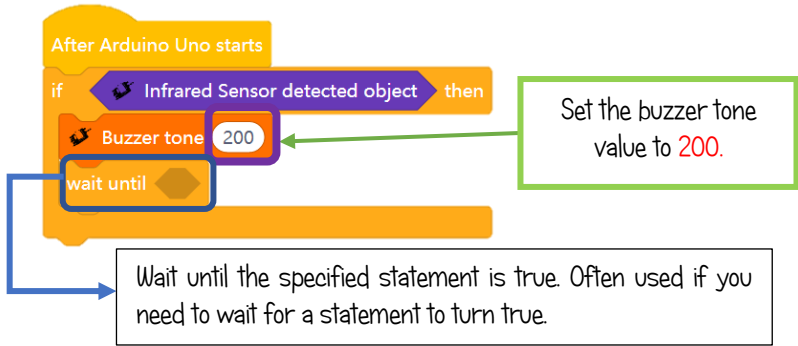 After Arduino Uno starts
if Infrared Sensor detected object then
Buzzer tone 200
wait until
Set the buzzer tone
value to 200.
Wait until the specified statement is true. Often used if you
need to wait for a statement to turn true.